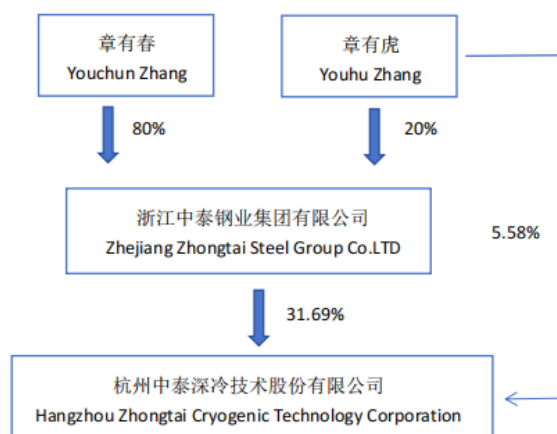 章有春
Youchun Zhang
章有虎
Youhu Zhang
80%
20%
浙江中泰钢业集团有限公司
Zhejiang Zhongtai Steel Group Co.LTD
5.58%
31.69%
杭州中泰深冷技术股份有限公司
Hangzhou Zhongtai Cryogenic Technology Corporation